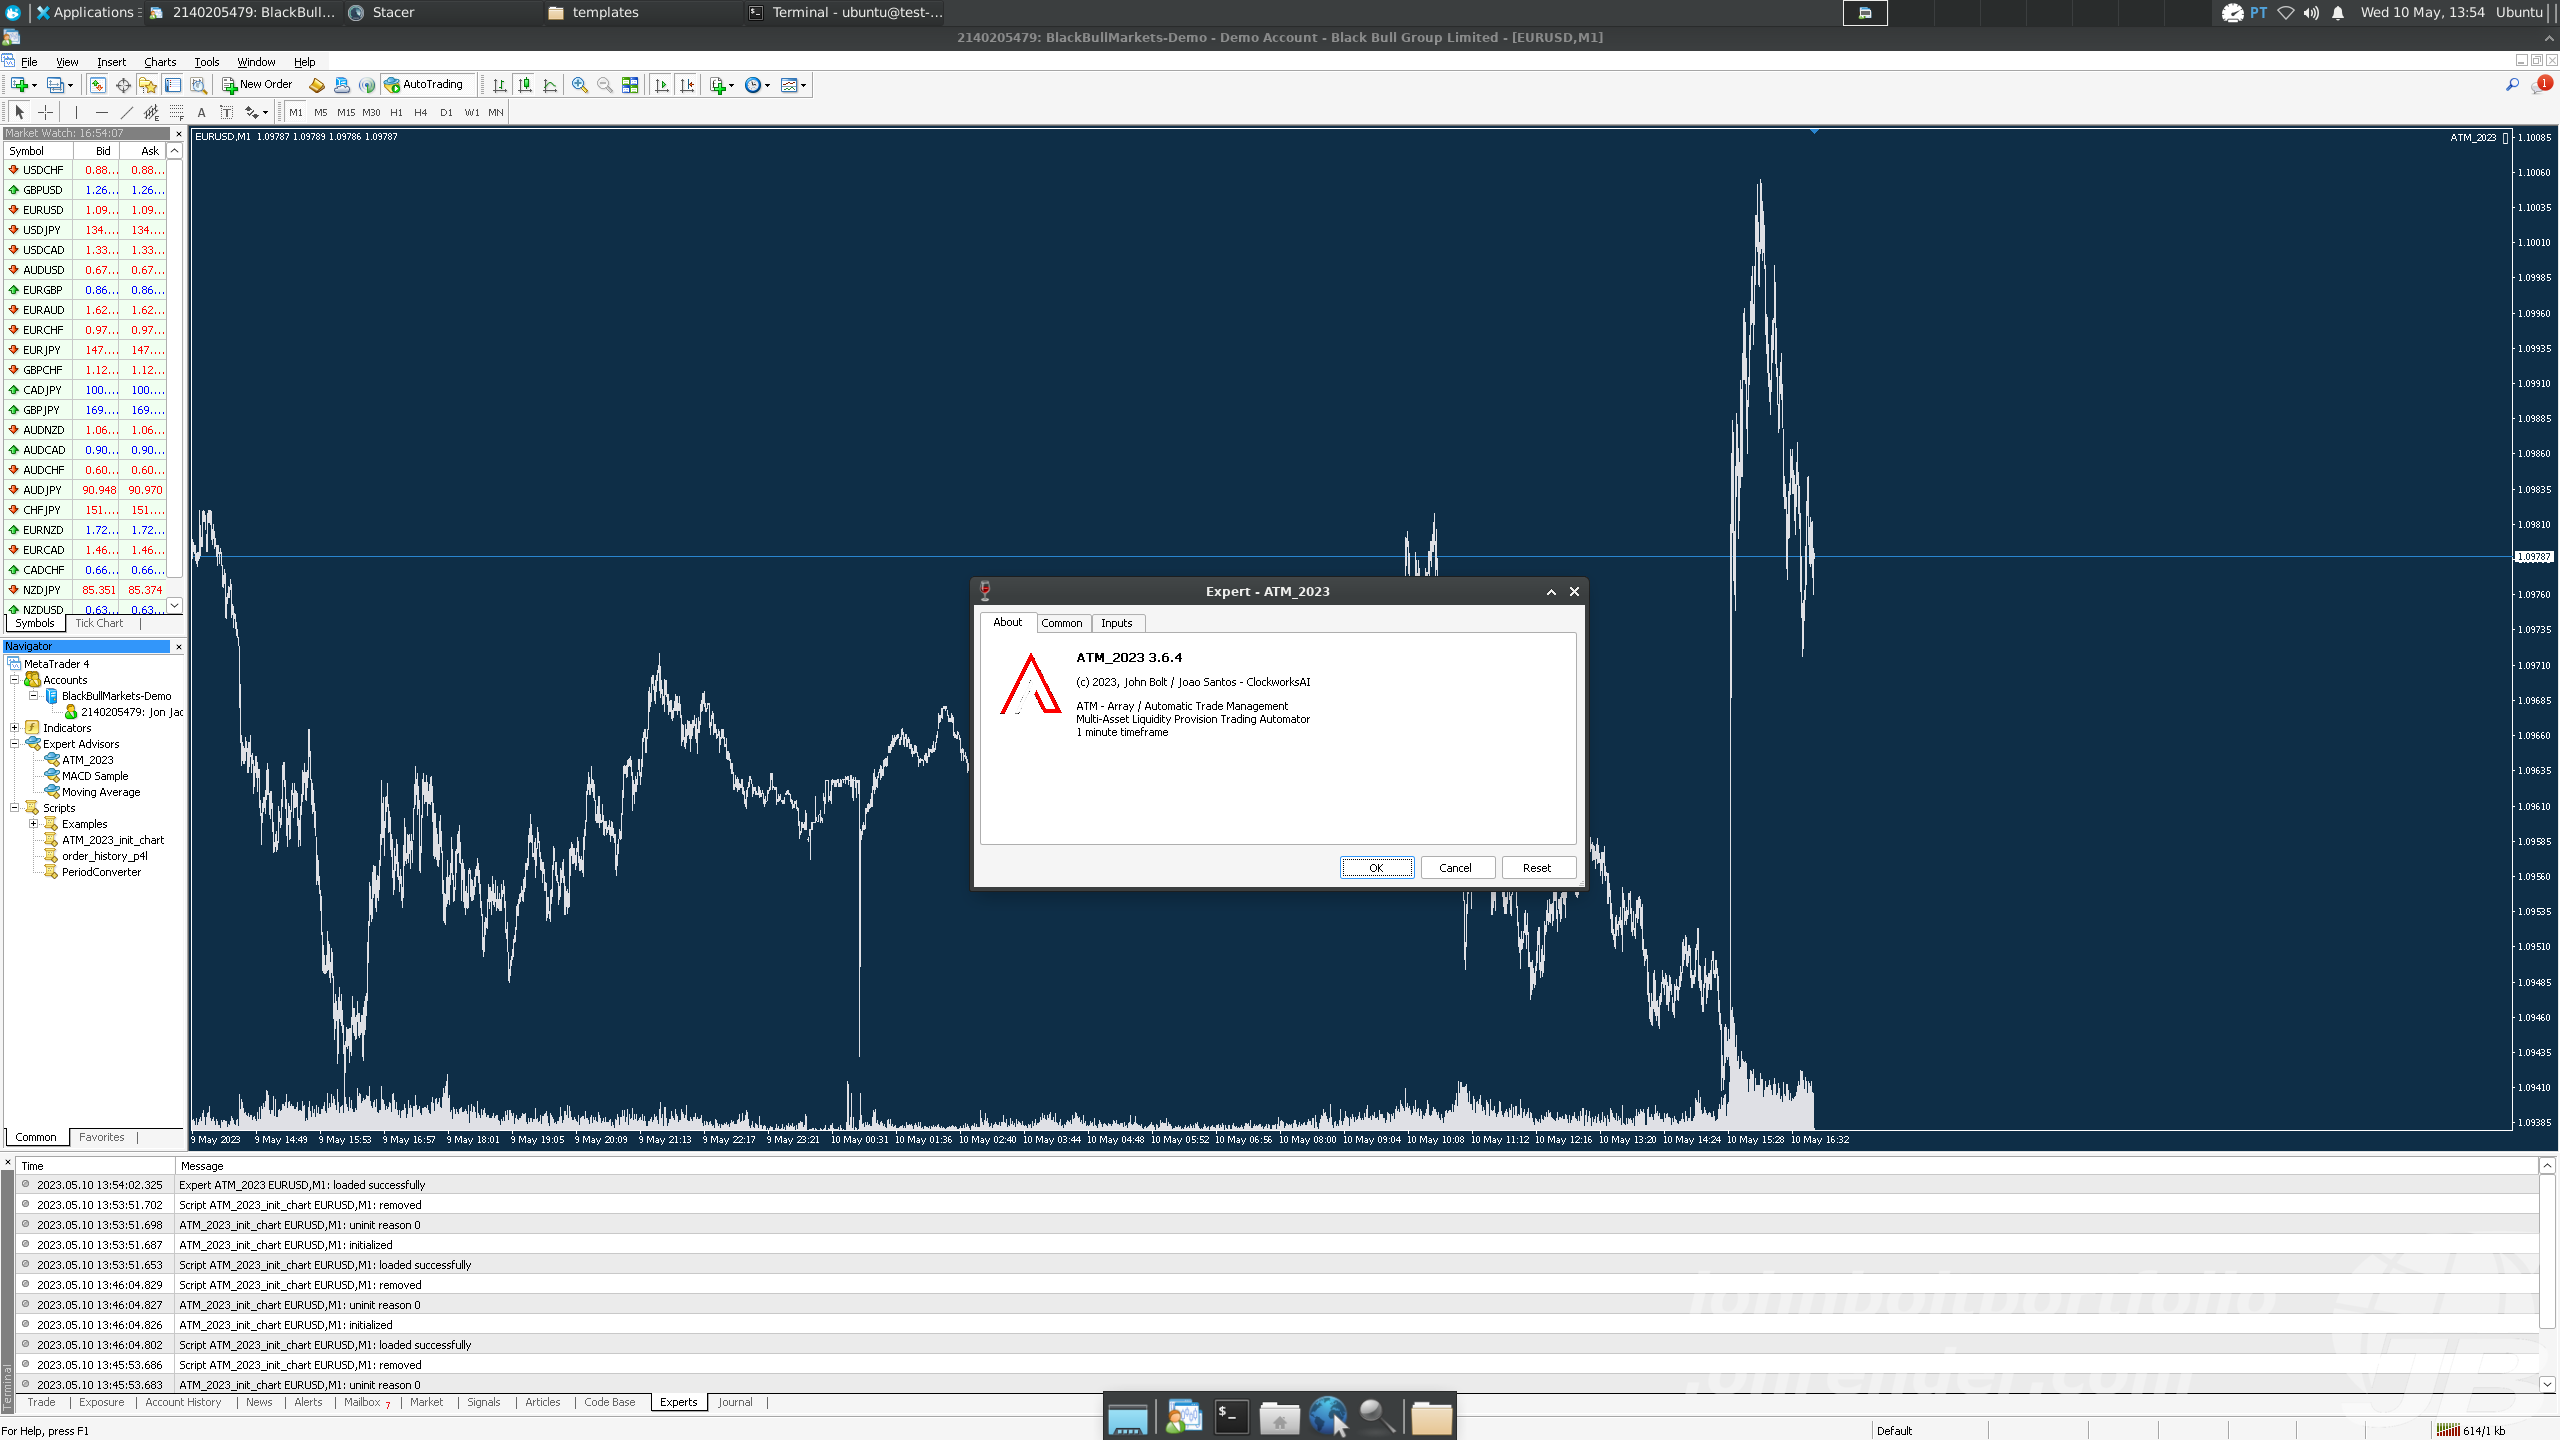 Applications
2140205479: BlackBull...
Stacer
templates
Terminal - ubuntu@test-...
PT
Wed 10 May, 13:54
Ubuntu
2140205479: BlackBullMarkets-Demo - Demo Account - Black Bull Group Limited - [EURUSD,M1]
File View Insert Charts Tools Window Help
New Order
AutoTrading
1
A T
M1 M5 M15 M30 H1 H4 D1 W1 MN
Market Watch: 16:54:07
Symbol Bid Ask
USDCHF 0.88... 0.88...
GBPUSD 1.26... 1.26...
EURUSD 1.09... 1.09...
USDJPY 134.... 134....
USDCAD 1.33... 1.33...
AUDUSD 0.67... 0.67...
EURGBP 0.86... 0.86...
EURAUD 1.62... 1.62...
EURCHF 0.97... 0.97...
EURJPY 147.... 147....
GBPCHF 1.12... 1.12...
CADJPY 100.... 100....
GBPJPY 169.... 169....
AUDNZD 1.06... 1.06...
AUDCAD 0.90... 0.90...
AUDCHF 0.60... 0.60...
AUDJPY 90.948 90.970
CHFJPY 151.... 151....
EURNZD 1.72... 1.72...
EURCAD 1.46... 1.46...
CADCHF 0.66... 0.66...
NZDJPY 85.351 85.374
NZDUSD 0.63... 0.63...
Symbols Tick Chart
Navigator
MetaTrader 4
Accounts
BlackBullMarkets-Demo
2140205479: Jon Jac
Indicators
Expert Advisors
ATM_2023
MACD Sample
Moving Average
Scripts
Examples
ATM_2023_init_chart
order_history_p4l
PeriodConverter
Common Favorites
EURUSD,M1 1.09787 1.09789 1.09786 1.09787
ATM_2023
1.10085
1.10060
1.10035
1.10010
1.09985
1.09960
1.09935
1.09910
1.09885
1.09860
1.09835
1.09810
1.09787
1.09760
1.09735
1.09710
1.09685
1.09660
1.09635
1.09610
1.09585
1.09560
1.09535
1.09510
1.09485
1.09460
1.09435
1.09410
1.09385
Expert - ATM_2023
About Common Inputs
ATM_2023 3.6.4
(c) 2023, John Bolt / Joao Santos - ClockworksAI
ATM - Array / Automatic Trade Management
Multi-Asset Liquidity Provision Trading Automator
1 minute timeframe
OK Cancel Reset
9 May 2023 9 May 14:49 9 May 15:53 9 May 16:57 9 May 18:01 9 May 19:05 9 May 20:09 9 May 21:13 9 May 22:17 9 May 23:21 10 May 00:31 10 May 01:36 10 May 02:40 10 May 03:44 10 May 04:48 10 May 05:52 10 May 06:56 10 May 08:00 10 May 09:04 10 May 10:08 10 May 11:12 10 May 12:16 10 May 13:20 10 May 14:24 10 May 15:28 10 May 16:32
Time Message
2023.05.10 13:54:02.325 Expert ATM_2023 EURUSD,M1: loaded successfully
2023.05.10 13:53:51.702 Script ATM_2023_init_chart EURUSD,M1: removed
2023.05.10 13:53:51.698 ATM_2023_init_chart EURUSD,M1: uninit reason 0
2023.05.10 13:53:51.687 ATM_2023_init_chart EURUSD,M1: initialized
2023.05.10 13:53:51.653 Script ATM_2023_init_chart EURUSD,M1: loaded successfully
2023.05.10 13:46:04.829 Script ATM_2023_init_chart EURUSD,M1: removed
2023.05.10 13:46:04.827 ATM_2023_init_chart EURUSD,M1: uninit reason 0
2023.05.10 13:46:04.826 ATM_2023_init_chart EURUSD,M1: initialized
2023.05.10 13:46:04.802 Script ATM_2023_init_chart EURUSD,M1: loaded successfully
2023.05.10 13:45:53.686 Script ATM_2023_init_chart EURUSD,M1: removed
2023.05.10 13:45:53.683 ATM_2023_init_chart EURUSD,M1: uninit reason 0
Terminal
johnboltportfolio
.onrender.com
JB
Trade Exposure Account History News Alerts Mailbox 7 Market Signals Articles Code Base Experts Journal
For Help, press F1
Default
614/1 kb